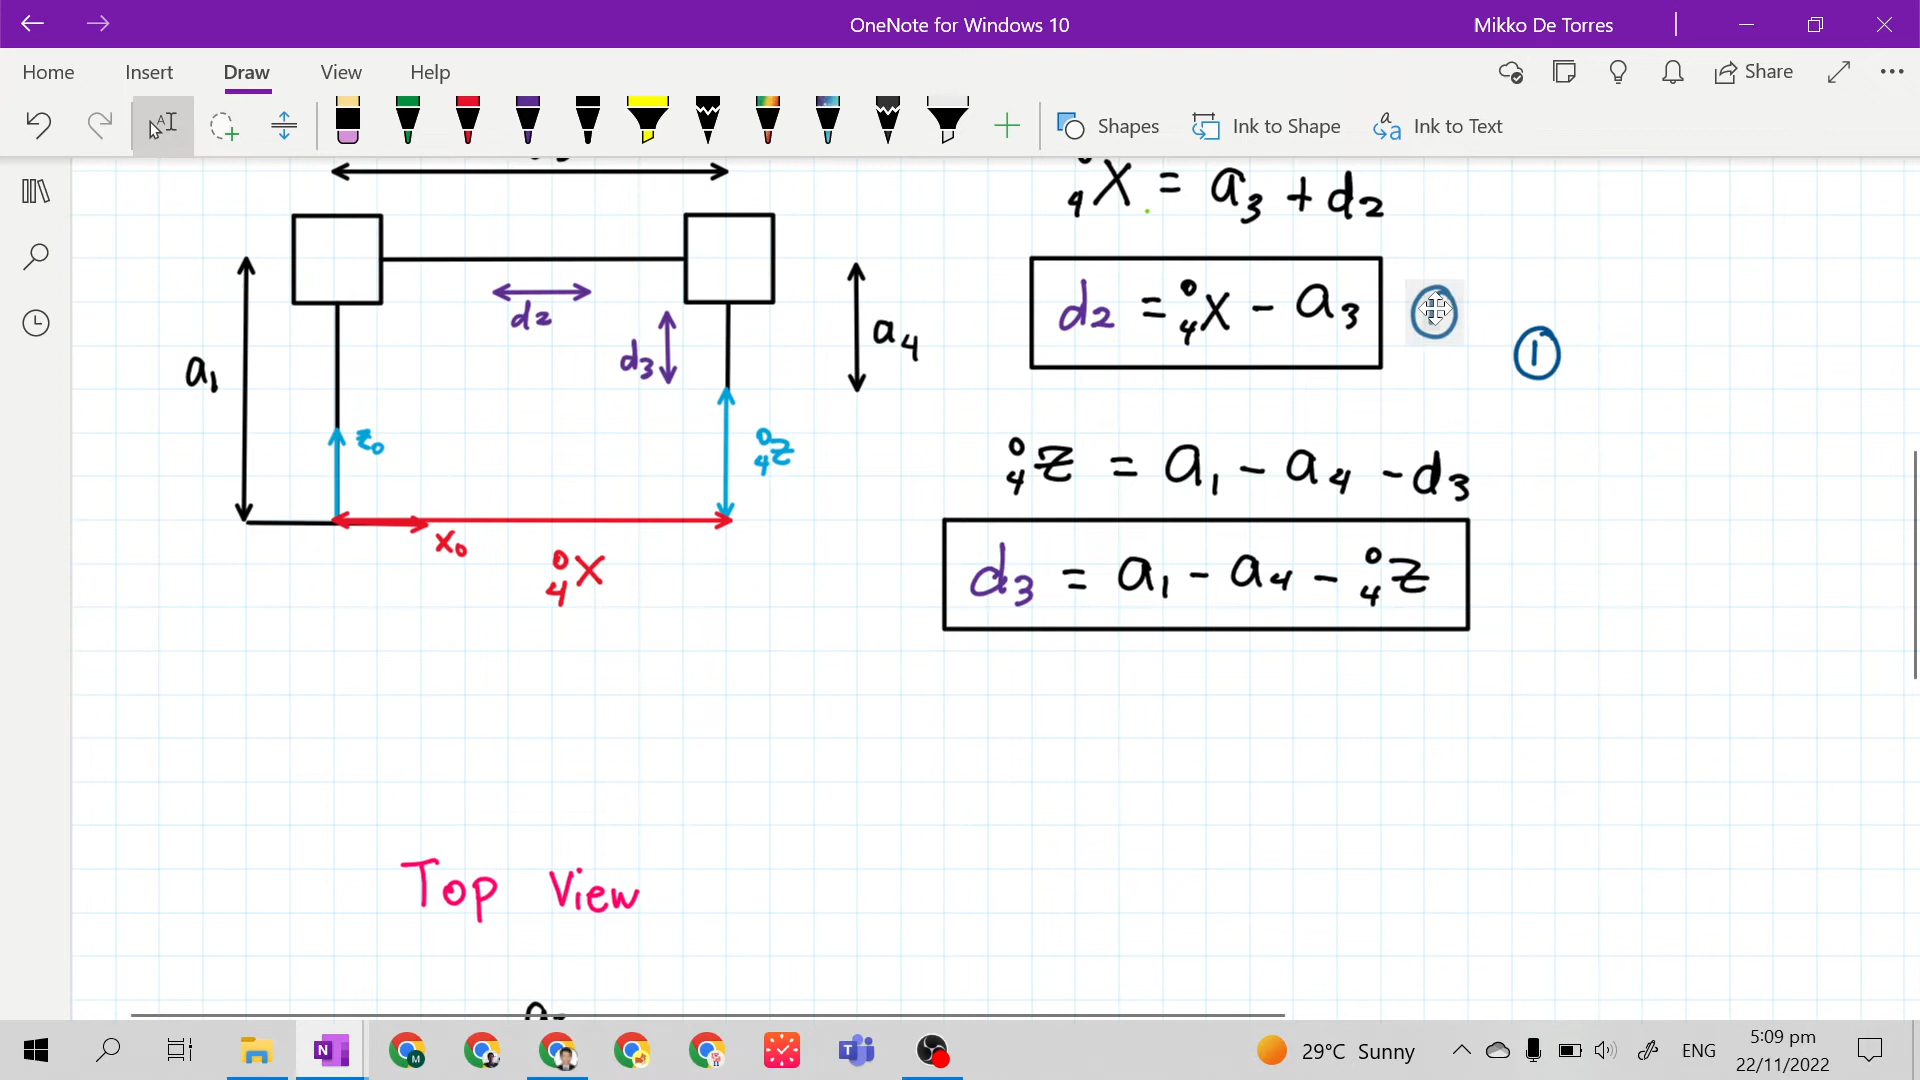 OneNote for Windows 10
Mikko De Torres
Home Insert Draw View Help
Share
Shapes Ink to Shape Ink to Text
⁰₄X = a₃ + d₂
d₂
d₂ = ⁰₄X - a₃
①
d₃
a₄
a₁
z₀
⁰₄Z
⁰₄Z = a₁ - a₄ - d₃
x₀
⁰₄X
d₃ = a₁ - a₄ - ⁰₄Z
Top View
29°C Sunny
ENG
5:09 pm
22/11/2022